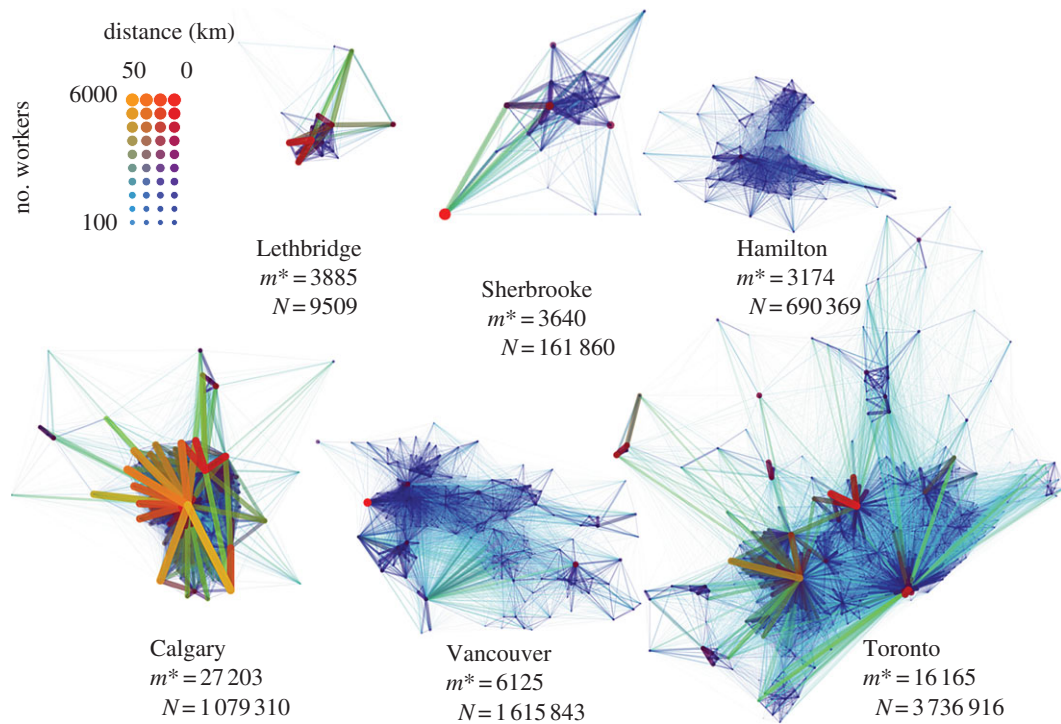 distance (km)
50 0
6000
no. workers
100
Lethbridge
m* = 3885
N = 9509
Sherbrooke
m* = 3640
N = 161 860
Hamilton
m* = 3174
N = 690 369
Calgary
m* = 27 203
N = 1 079 310
Vancouver
m* = 6125
N = 1 615 843
Toronto
m* = 16 165
N = 3 736 916